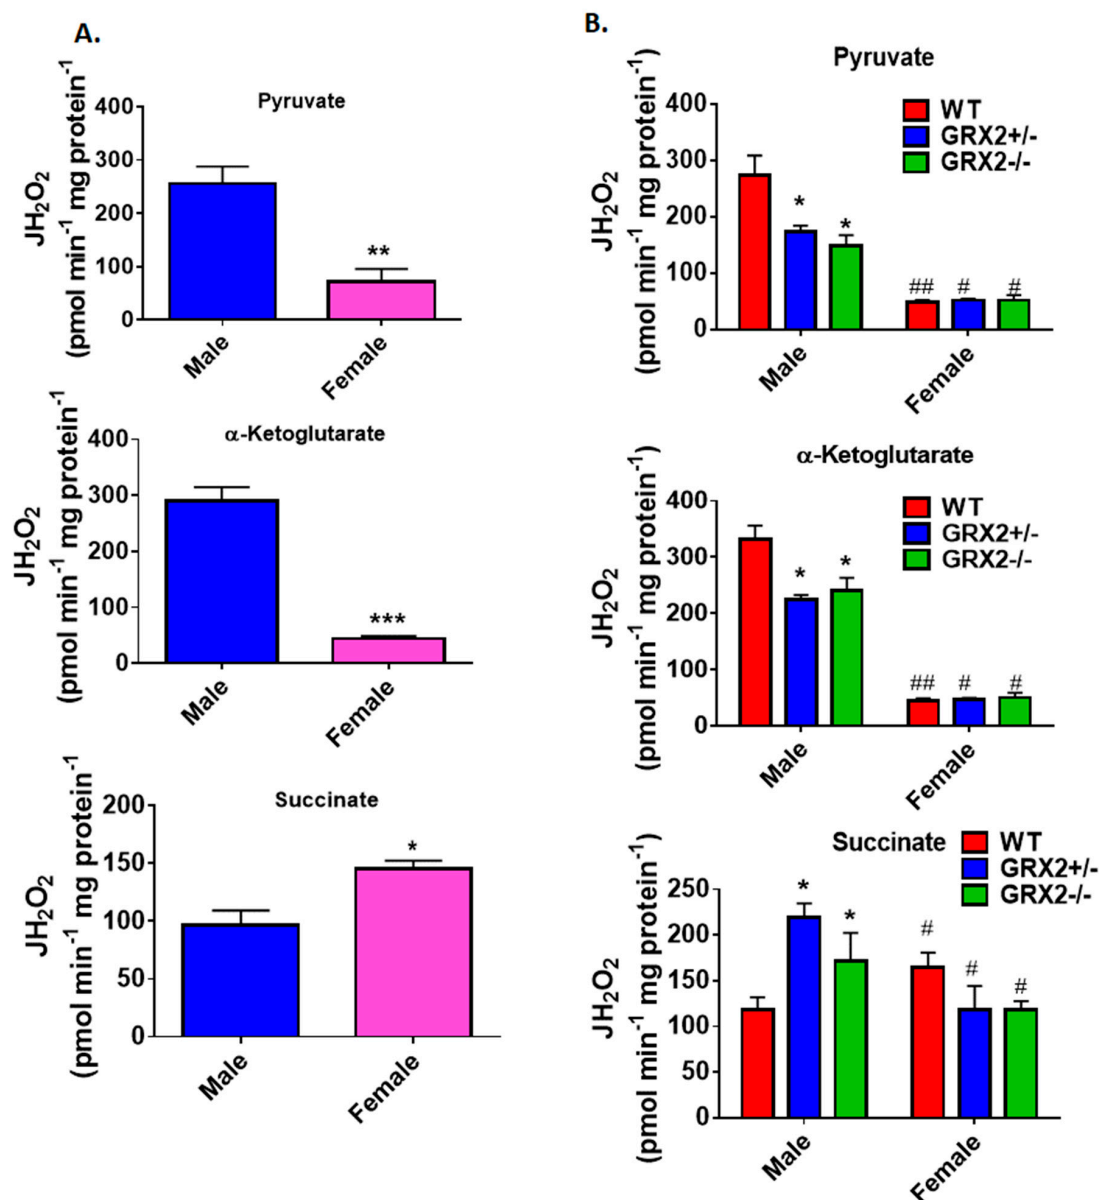 A.
Pyruvate
JH₂O₂
(pmol min⁻¹ mg protein⁻¹
400
300
200
100
0
**
Male
Female
α-Ketoglutarate
JH₂O₂
(pmol min⁻¹ mg protein⁻¹
400
300
200
100
0
***
Male
Female
Succinate
JH₂O₂
(pmol min⁻¹ mg protein⁻¹
200
150
100
50
0
*
Male
Female
B.
Pyruvate
JH₂O₂
(pmol min⁻¹ mg protein⁻¹)
400
300
200
100
0
WT
GRX2+/-
GRX2-/-
* * ## # #
Male
Female
α-Ketoglutarate
JH₂O₂
(pmol min⁻¹ mg protein⁻¹)
400
300
200
100
0
WT
GRX2+/-
GRX2-/-
* * ## # #
Male
Female
Succinate
JH₂O₂
(pmol min⁻¹ mg protein⁻¹)
250
200
150
100
50
0
WT
GRX2+/-
GRX2-/-
* * # # #
Male
Female